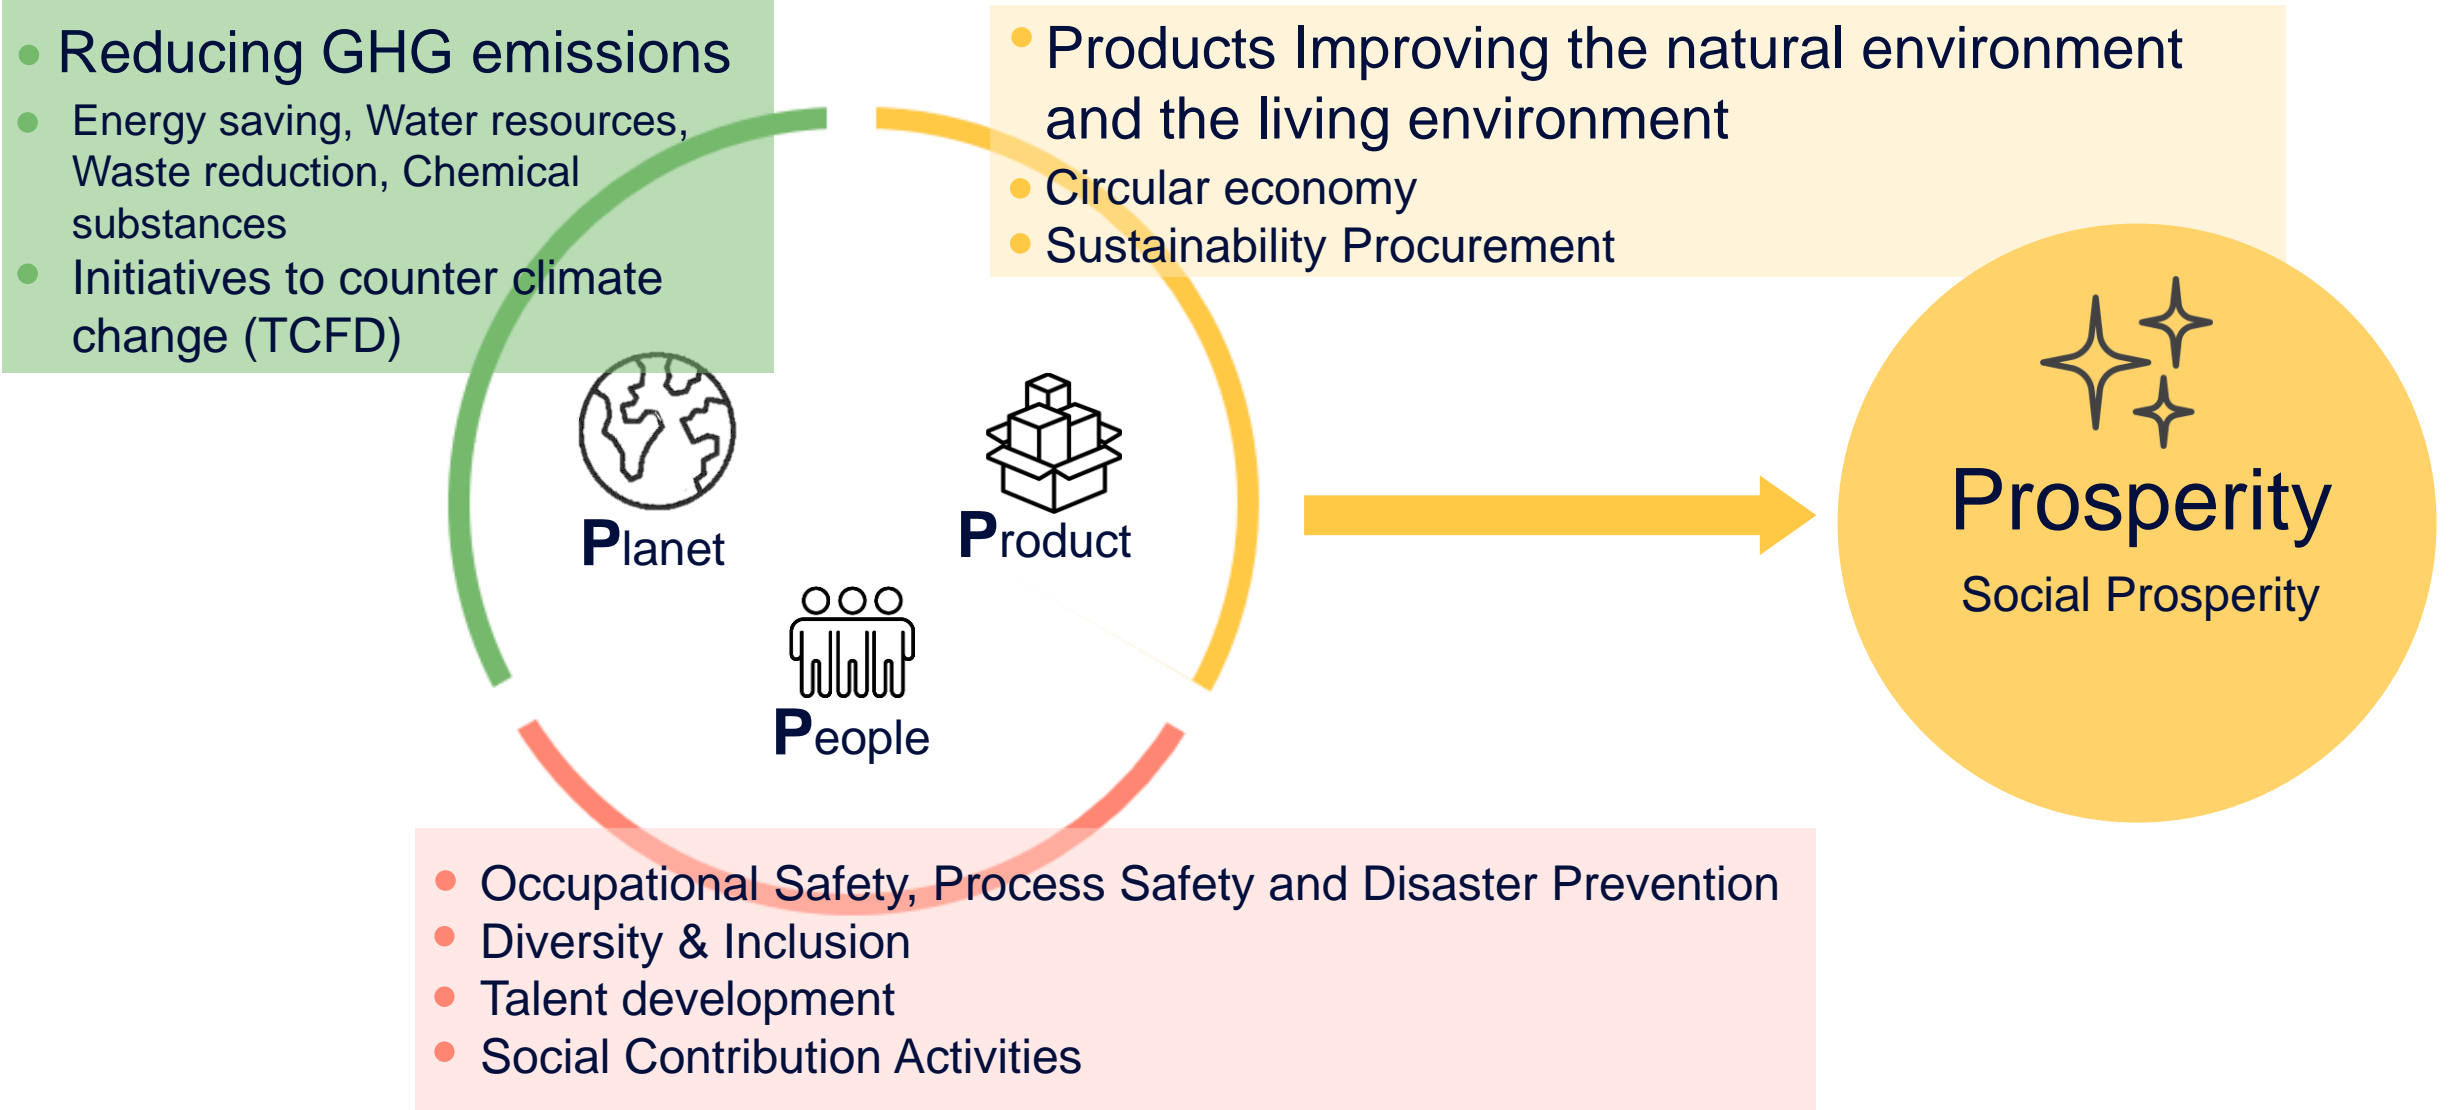 Reducing GHG emissions
Energy saving, Water resources,
Waste reduction, Chemical
substances
Initiatives to counter climate
change (TCFD)
Products Improving the natural environment
and the living environment
Circular economy
Sustainability Procurement
Planet
Product
People
Prosperity
Social Prosperity
Occupational Safety, Process Safety and Disaster Prevention
Diversity & Inclusion
Talent development
Social Contribution Activities